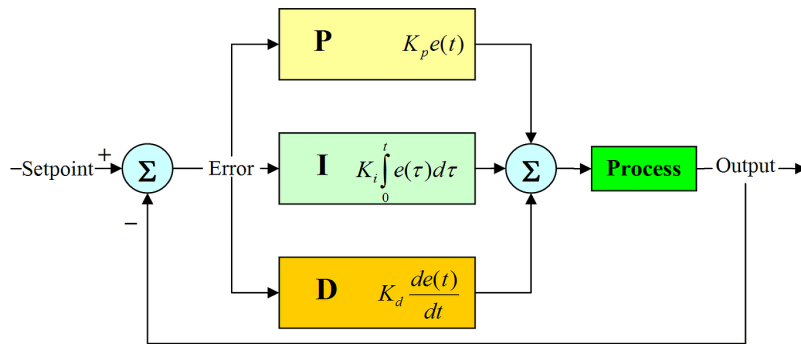 P K_p e(t)
–Setpoint + Σ Error I K_i ∫_0^t e(τ)dτ Σ Process Output
–
D K_d de(t)/dt